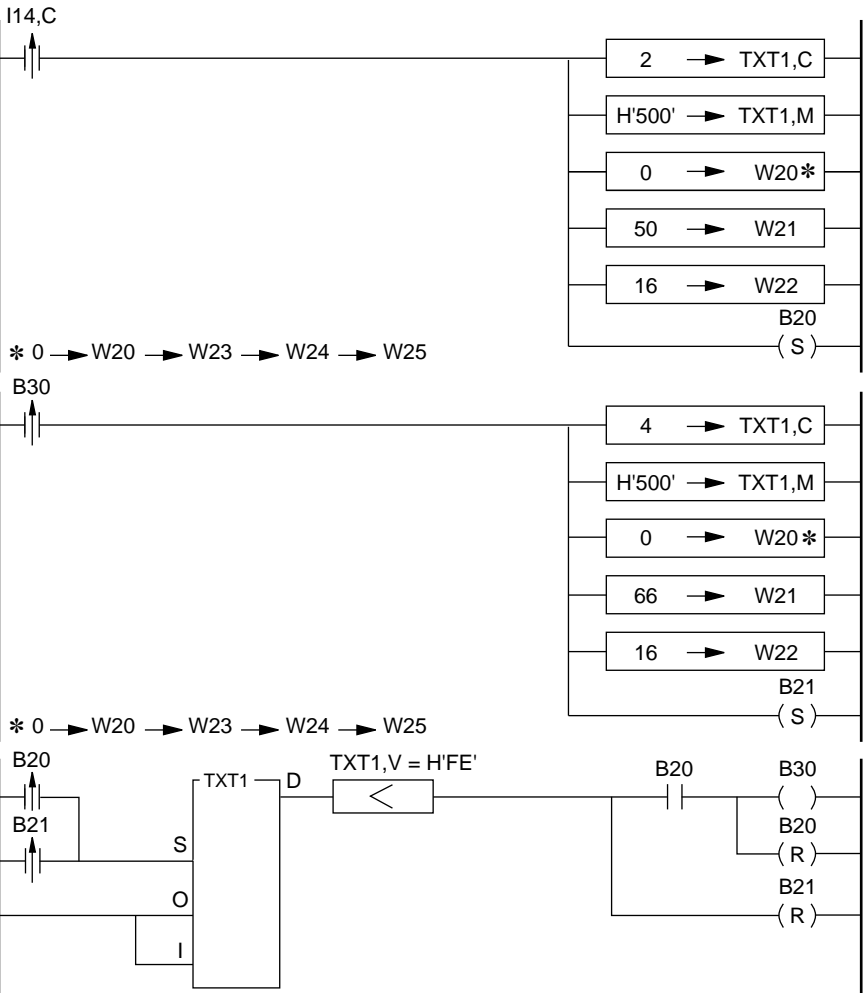 I14,C
2 → TXT1,C
H'500' → TXT1,M
0 → W20✻
50 → W21
16 → W22
B20
( S )
✻ 0 → W20 → W23 → W24 → W25
B30
4 → TXT1,C
H'500' → TXT1,M
0 → W20✻
66 → W21
16 → W22
B21
( S )
✻ 0 → W20 → W23 → W24 → W25
B20
TXT1
D
TXT1,V = H'FE'
<
B20
B30
( )
B20
( R )
B21
S
B21
( R )
O
I